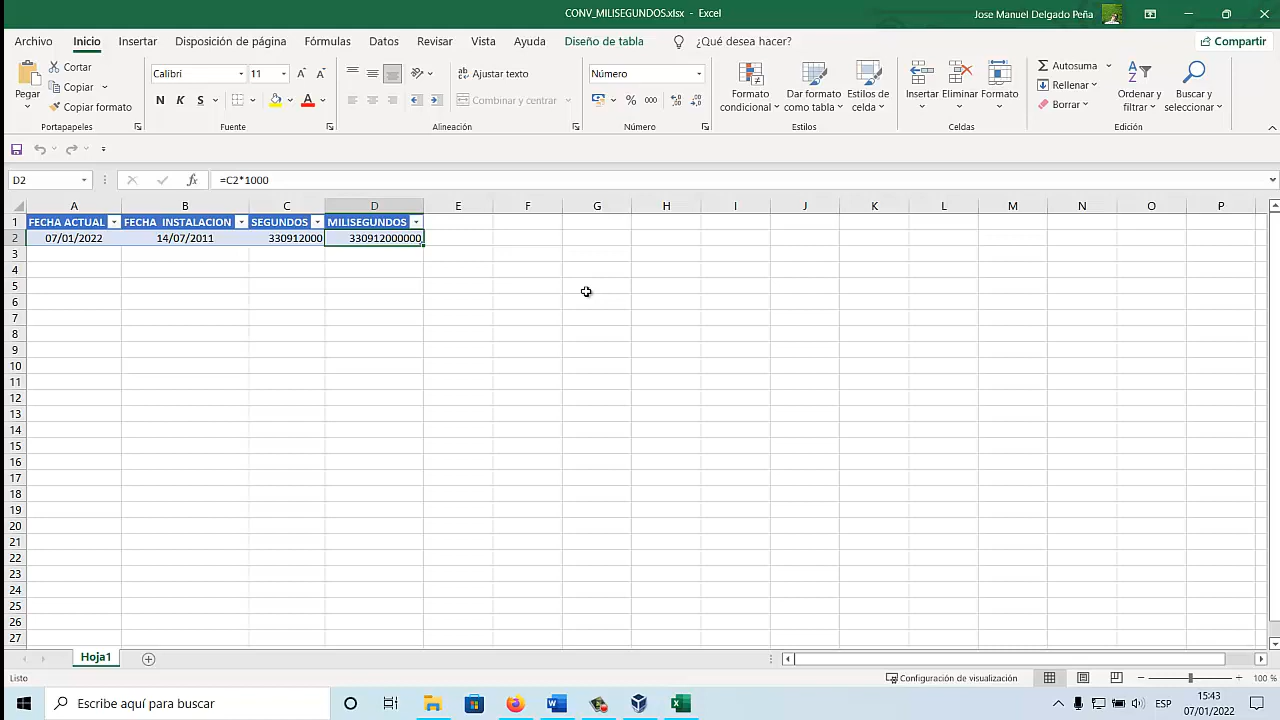 CONV_MILISEGUNDOS.xlsx - Excel
Jose Manuel Delgado Peña
Archivo Inicio Insertar Disposición de página Fórmulas Datos Revisar Vista Ayuda Diseño de tabla ¿Qué desea hacer? Compartir
Pegar
Cortar
Copiar
Copiar formato
Portapapeles
Calibri 11
N K S
Fuente
Ajustar texto
Combinar y centrar
Alineación
Número
% 000
Número
Formato condicional
Dar formato como tabla
Estilos de celda
Estilos
Insertar Eliminar Formato
Celdas
Autosuma
Rellenar
Borrar
Ordenar y filtrar
Buscar y seleccionar
Edición
D2 fx =C2*1000
A B C D E F G H I J K L M N O P
1 FECHA ACTUAL FECHA INSTALACION SEGUNDOS MILISEGUNDOS
2 07/01/2022 14/07/2011 330912000 330912000000
3
4
5
6
7
8
9
10
11
12
13
14
15
16
17
18
19
20
21
22
23
24
25
26
27
Hoja1
Listo Configuración de visualización 100 %
Escribe aquí para buscar
ESP
15:43
07/01/2022